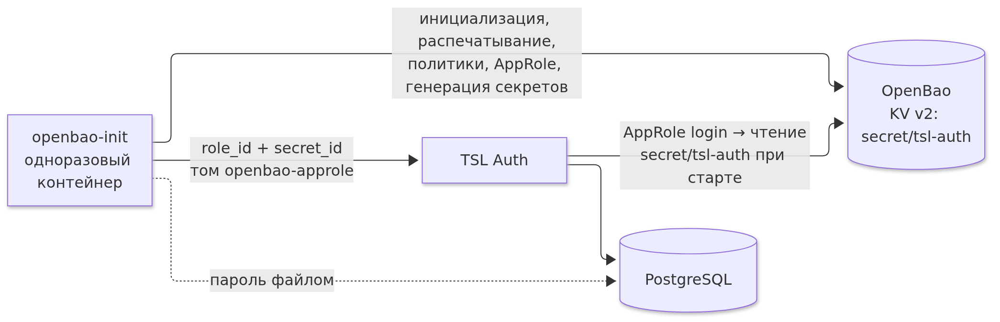 инициализация,
распечатывание,
политики, AppRole,
генерация секретов
OpenBao
KV v2:
secret/tsl-auth
openbao-init
одноразовый
контейнер
role_id + secret_id
том openbao-approle
TSL Auth
AppRole login → чтение
secret/tsl-auth при
старте
пароль файлом
PostgreSQL